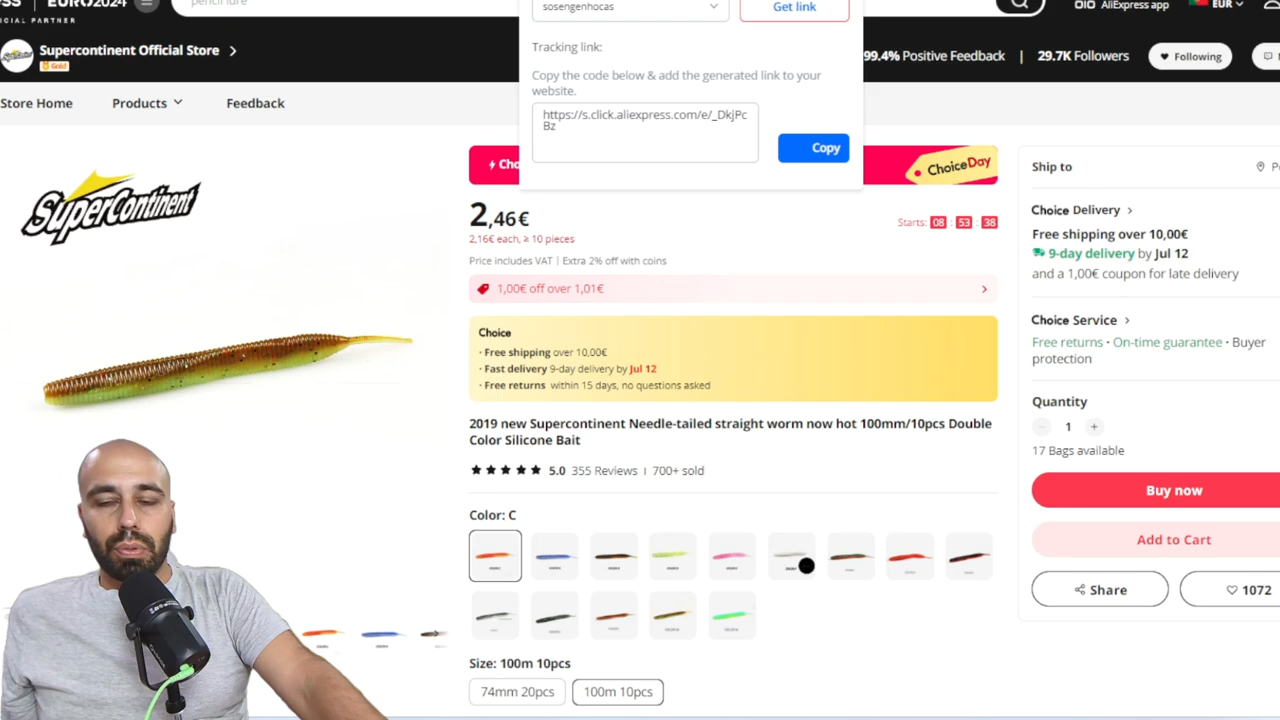 SS EURO2024
CIAL PARTNER
pencil lure
AliExpress app
EUR
Supercontinent Official Store
Gold
99.4% Positive Feedback | 29.7K Followers
Following
Store Home
Products
Feedback
sosengenhocas
Get link
Tracking link:
Copy the code below & add the generated link to your
website.
https://s.click.aliexpress.com/e/_DkjPc
Bz
Copy
SUPERCONTINENT
Cho
ChoiceDay
2,46€
Starts: 08 : 53 : 38
2,16€ each, ≥ 10 pieces
Price includes VAT | Extra 2% off with coins
1,00€ off over 1,01€
Choice
· Free shipping over 10,00€
· Fast delivery 9-day delivery by Jul 12
· Free returns within 15 days, no questions asked
2019 new Supercontinent Needle-tailed straight worm now hot 100mm/10pcs Double
Color Silicone Bait
5.0 355 Reviews | 700+ sold
Color: C
Size: 100m 10pcs
74mm 20pcs
100m 10pcs
Ship to
Choice Delivery
Free shipping over 10,00€
9-day delivery by Jul 12
and a 1,00€ coupon for late delivery
Choice Service
Free returns · On-time guarantee · Buyer
protection
Quantity
− 1 +
17 Bags available
Buy now
Add to Cart
Share
1072